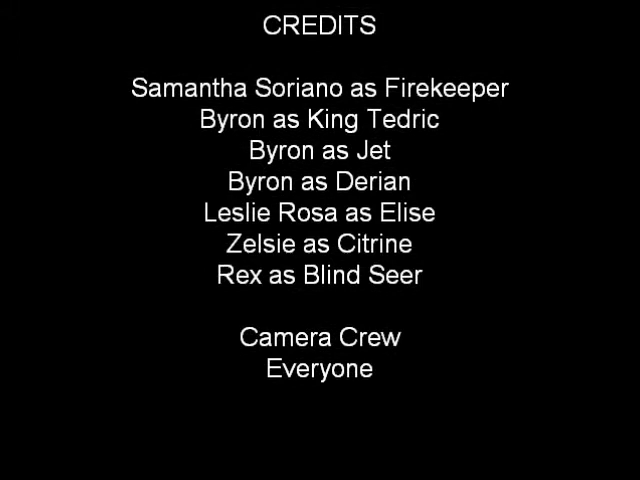 CREDITS
Samantha Soriano as Firekeeper
Byron as King Tedric
Byron as Jet
Byron as Derian
Leslie Rosa as Elise
Zelsie as Citrine
Rex as Blind Seer
Camera Crew
Everyone